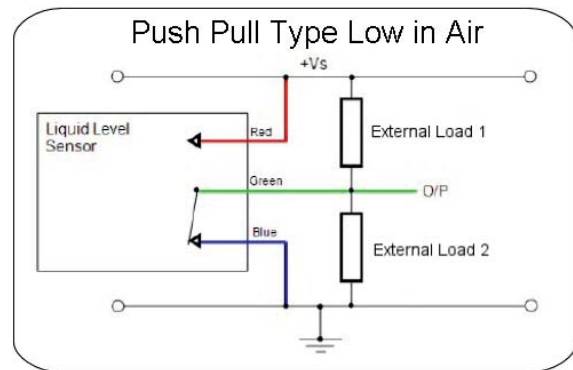 Push Pull Type Low in Air
+Vs
Liquid Level
Sensor
Red
External Load 1
Green
O/P
Blue
External Load 2